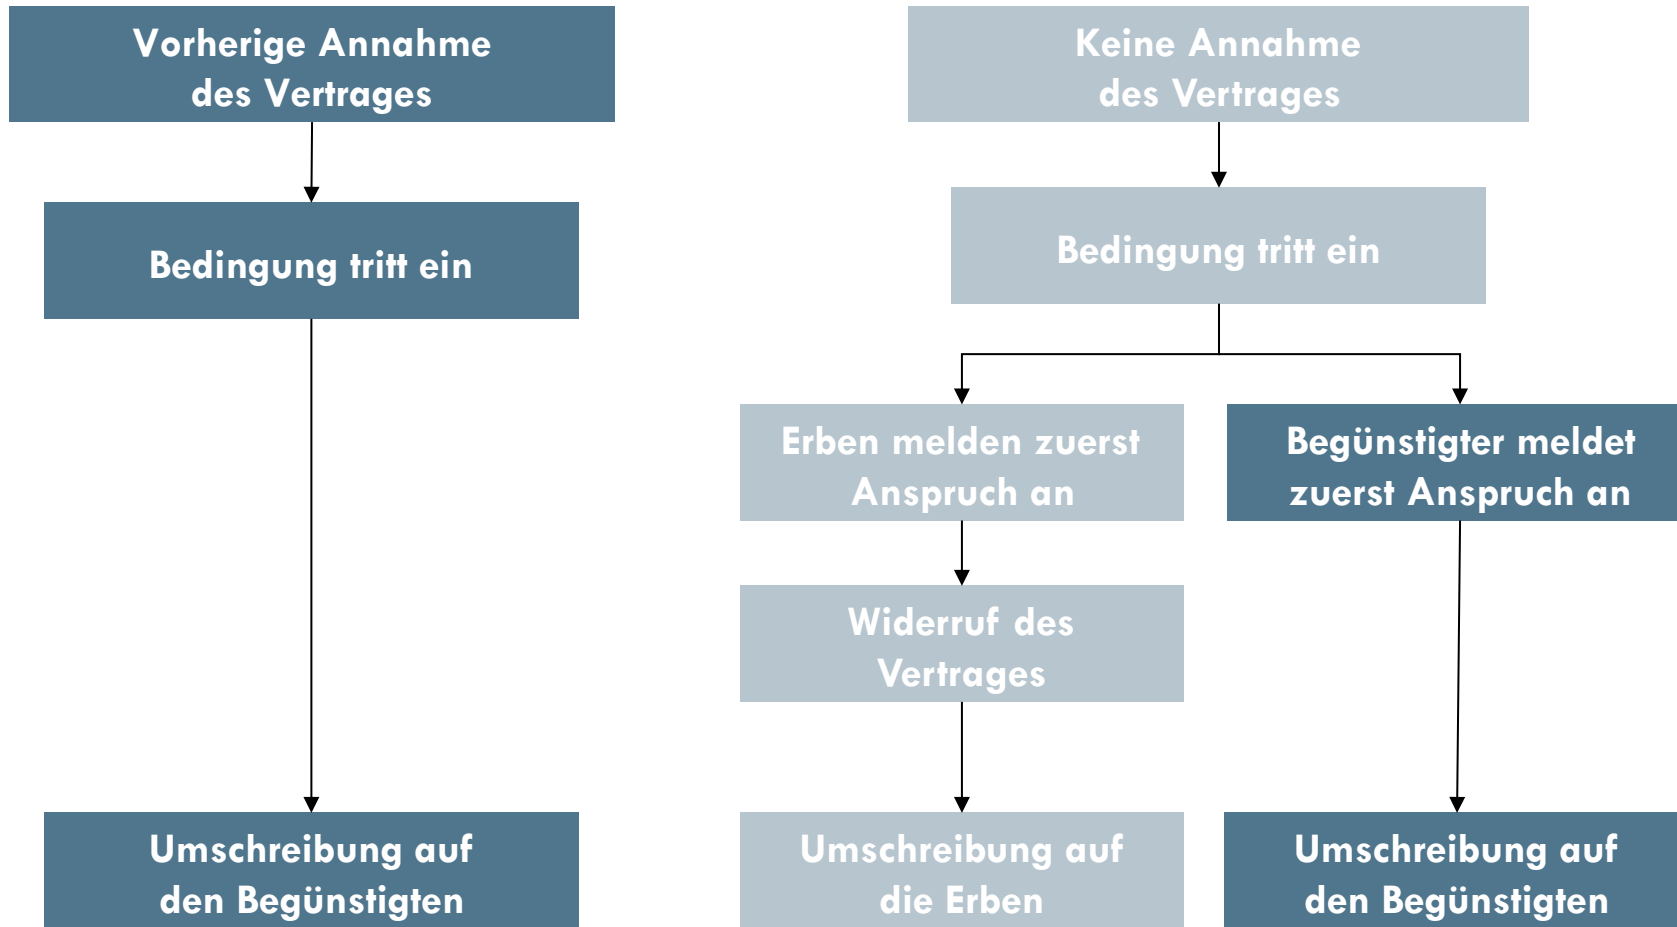 Vorherige Annahme
des Vertrages
Bedingung tritt ein
Umschreibung auf
den Begünstigten
Keine Annahme
des Vertrages
Bedingung tritt ein
Erben melden zuerst
Anspruch an
Widerruf des
Vertrages
Umschreibung auf
die Erben
Begünstigter meldet
zuerst Anspruch an
Umschreibung auf
den Begünstigten